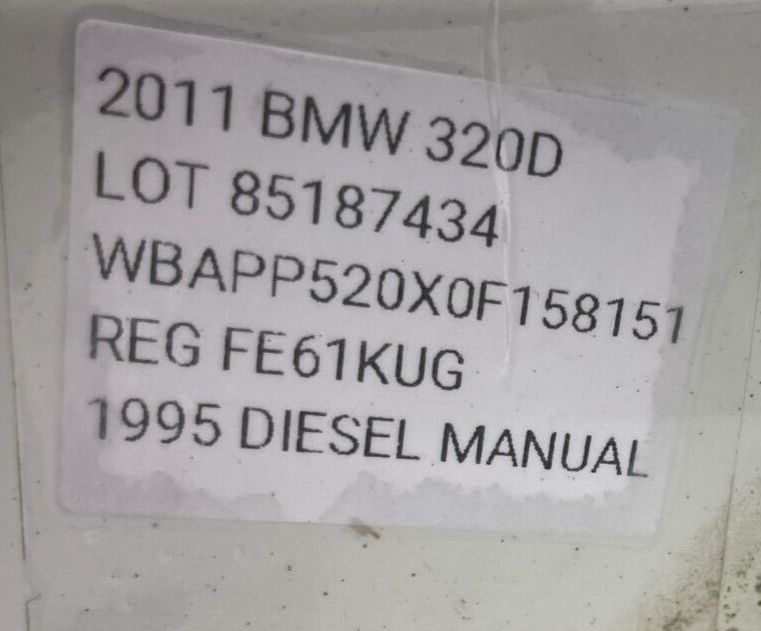 2011 BMW 320D
LOT 85187434
WBAPP520X0F158151
REG FE61KUG
1995 DIESEL MANUAL